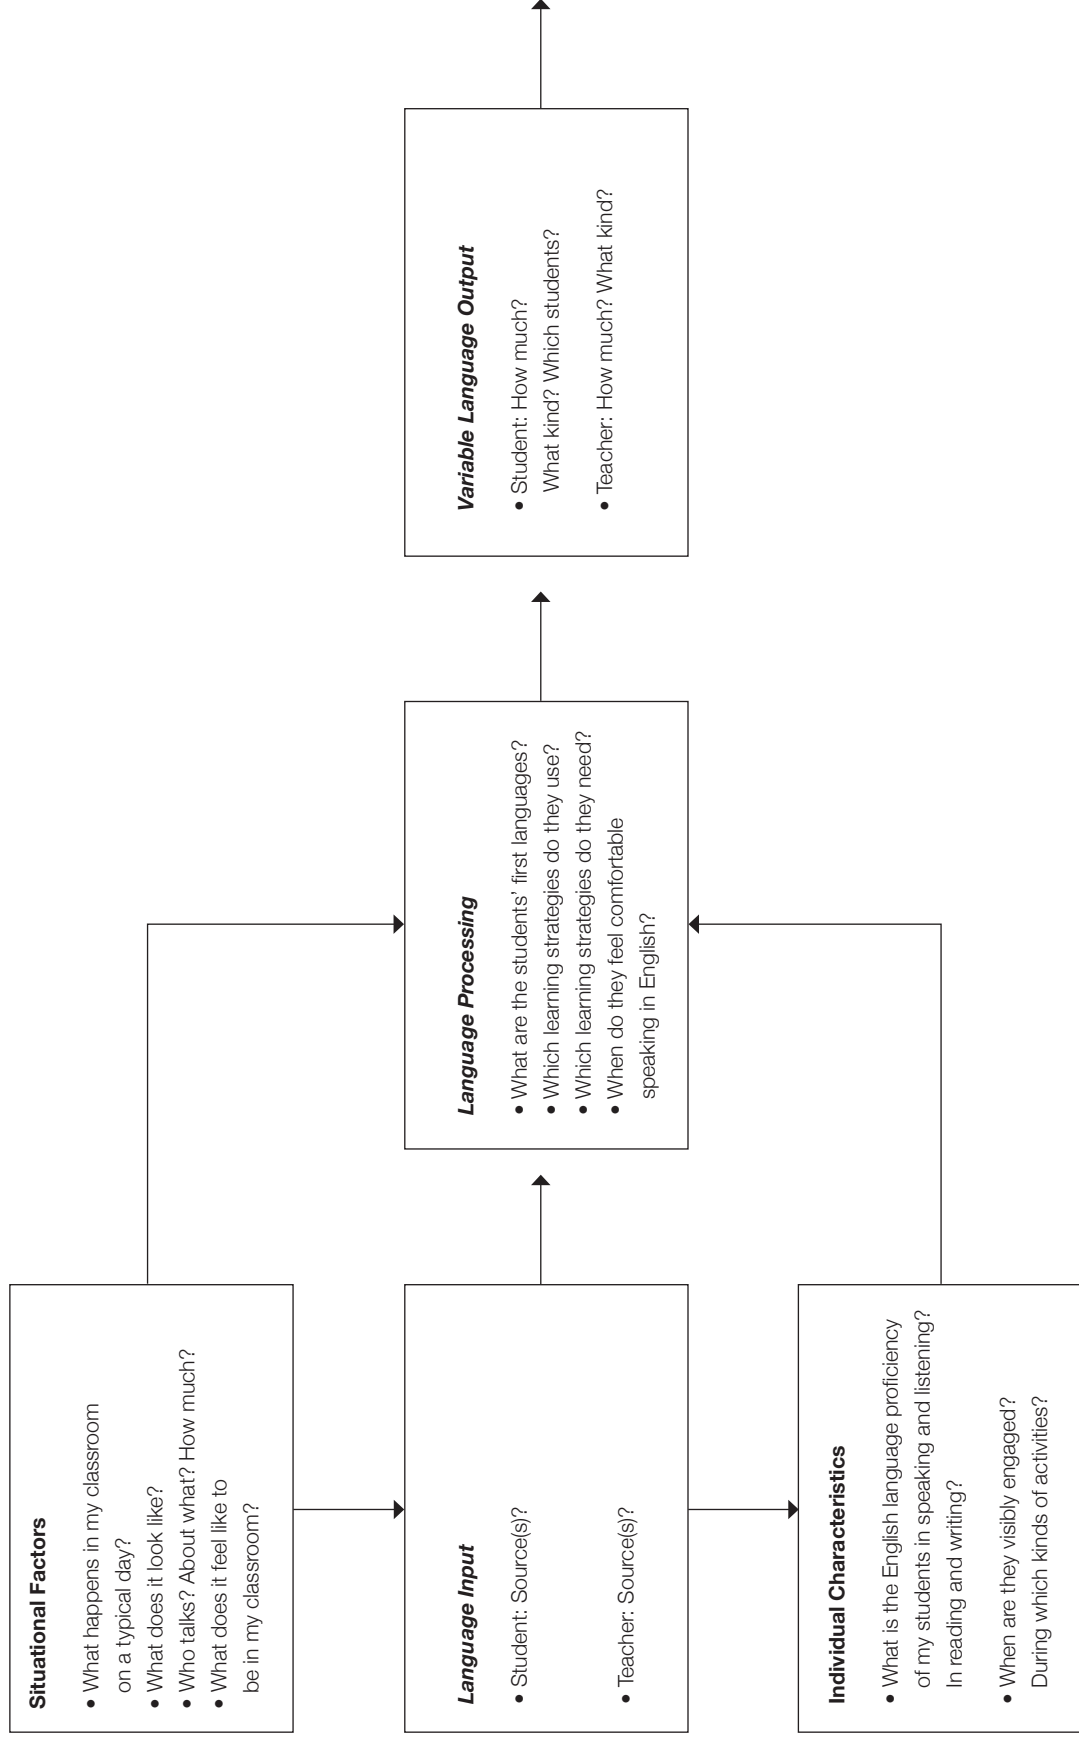 Situational Factors
• What happens in my classroom
on a typical day?
• What does it look like?
• Who talks? About what? How much?
• What does it feel like to
be in my classroom?
Language Input
• Student: Source(s)?
• Teacher: Source(s)?
Individual Characteristics
• What is the English language proficiency
of my students in speaking and listening?
In reading and writing?
• When are they visibly engaged?
During which kinds of activities?
Language Processing
• What are the students’ first languages?
• Which learning strategies do they use?
• Which learning strategies do they need?
• When do they feel comfortable
speaking in English?
Variable Language Output
• Student: How much?
What kind? Which students?
• Teacher: How much? What kind?